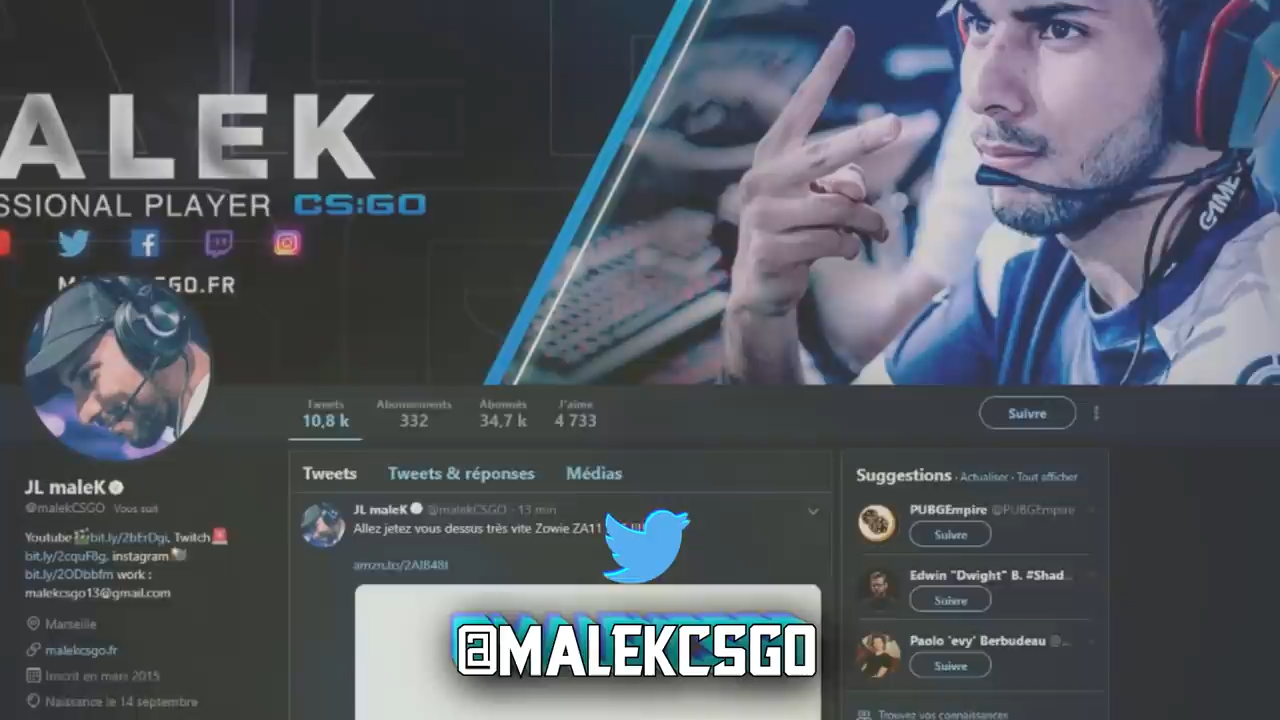 ALEK
SSIONAL PLAYER CS:GO
GAME
GO.FR
Tweets Abonnements Abonnés J'aime
10,8 k 332 34,7 k 4 733
Suivre
JL maleK
@malekCSGO Vous suit
Youtube bit.ly/2bErDgi, Twitch
bit.ly/2cquF8g, instagram
bit.ly/2ODbbfm work :
malekcsgo13@gmail.com
Marseille
malekcsgo.fr
Inscrit en mars 2015
Naissance le 14 septembre
Tweets Tweets & réponses Médias
JL maleK @malekCSGO · 13 min
Allez jetez vous dessus très vite Zowie ZA11
@MALEKCSGO
Suggestions · Actualiser · Tout afficher
PUBGEmpire @PUBGEmpire
Suivre
Edwin "Dwight" B. #Shad...
Suivre
Paolo 'evy' Berbudeau
Suivre
Trouvez vos connaissances